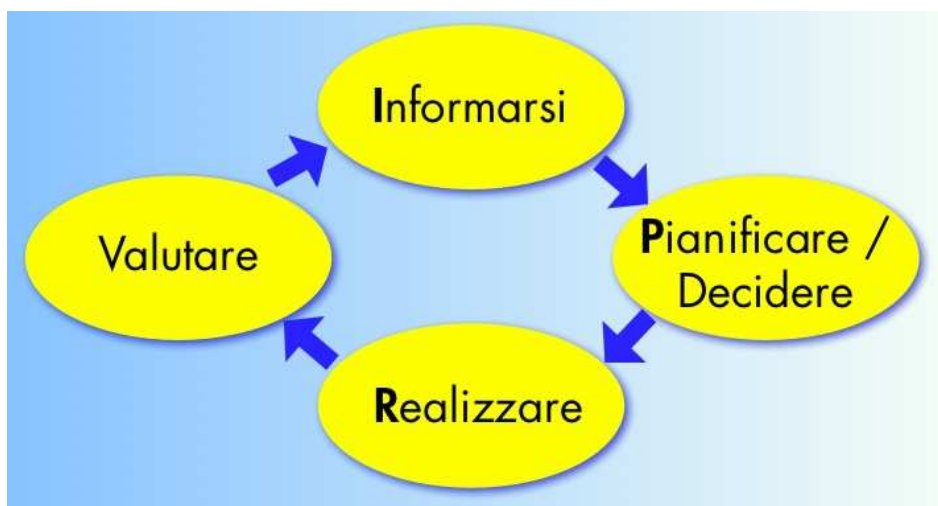 Informarsi
Pianificare /
Decidere
Realizzare
Valutare